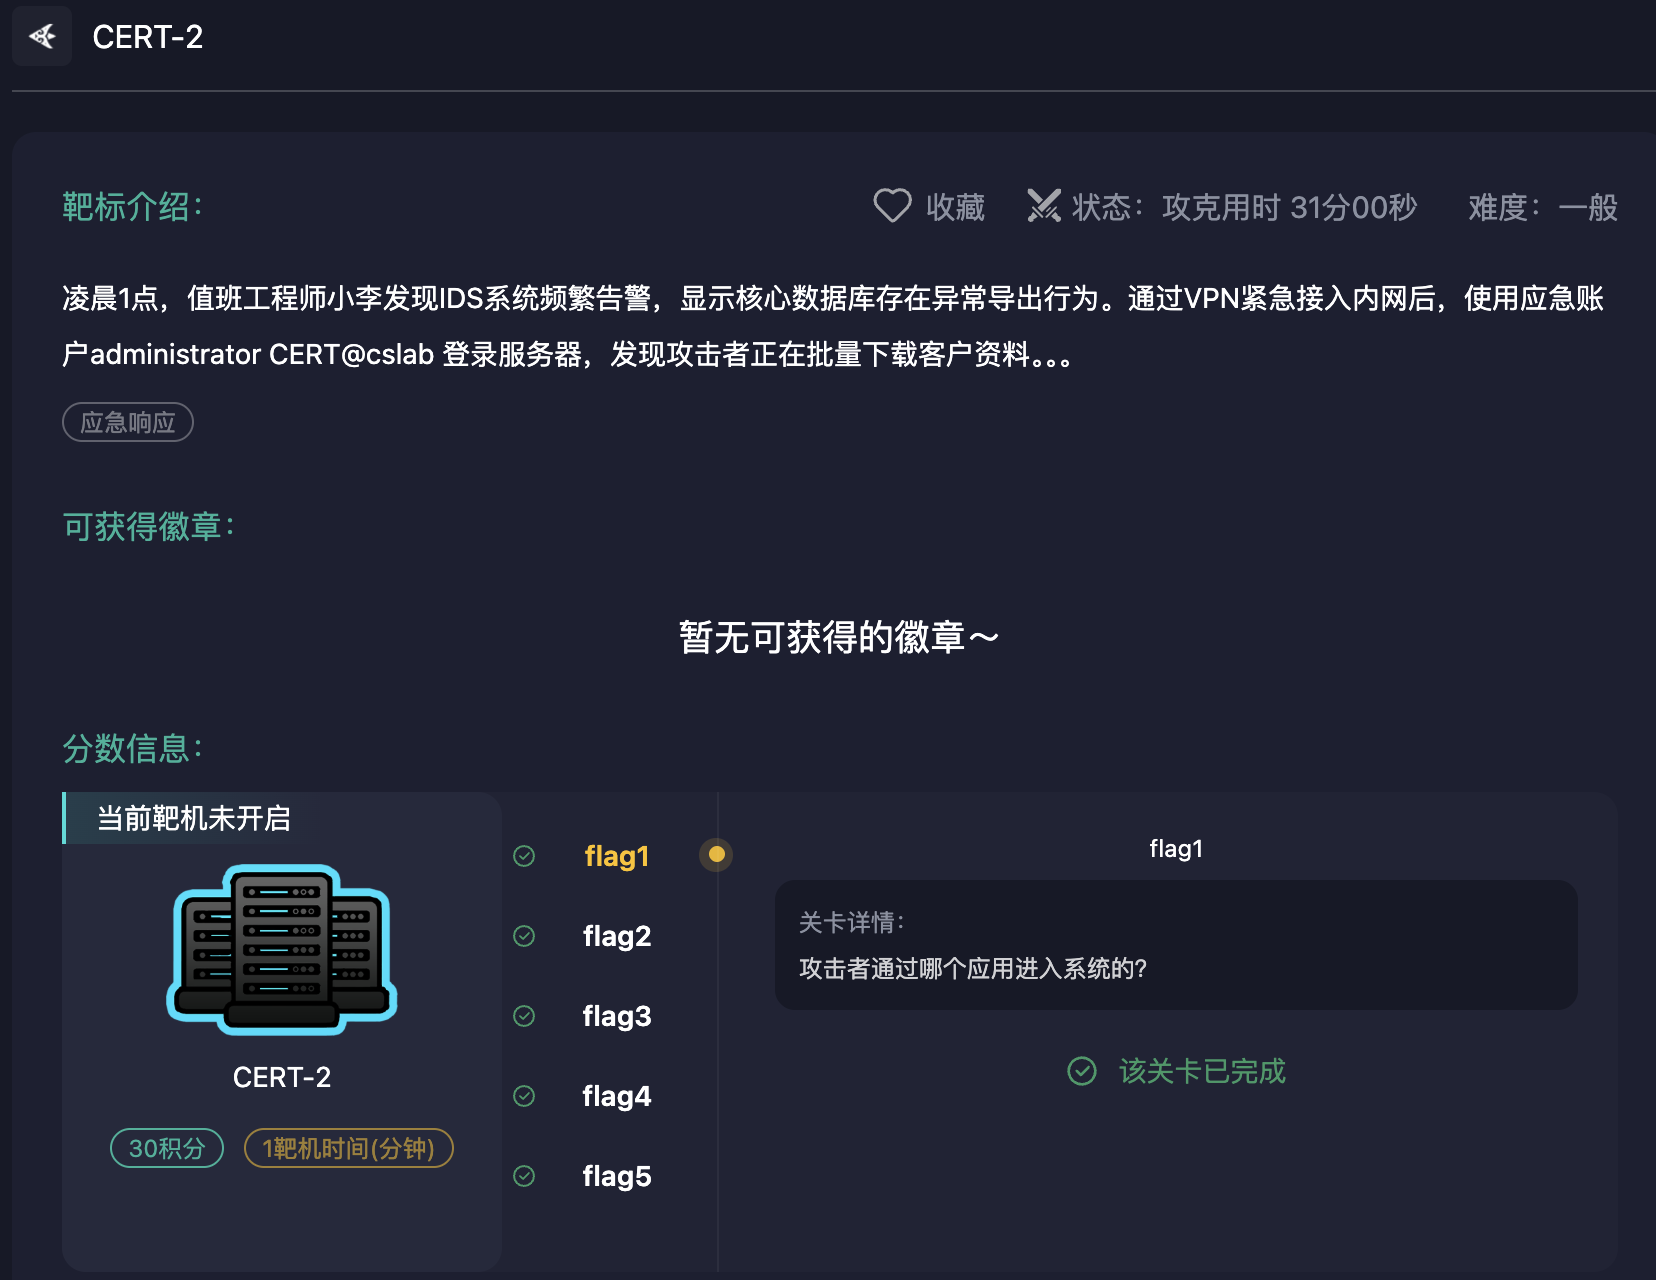 CERT-2
靶标介绍：
收藏
状态：攻克用时 31分00秒
难度：一般
凌晨1点，值班工程师小李发现IDS系统频繁告警，显示核心数据库存在异常导出行为。通过VPN紧急接入内网后，使用应急账
户administrator CERT@cslab 登录服务器，发现攻击者正在批量下载客户资料。。。
应急响应
可获得徽章：
暂无可获得的徽章～
分数信息：
当前靶机未开启
CERT-2
30积分
1靶机时间(分钟)
flag1
flag2
flag3
flag4
flag5
flag1
关卡详情：
攻击者通过哪个应用进入系统的?
该关卡已完成